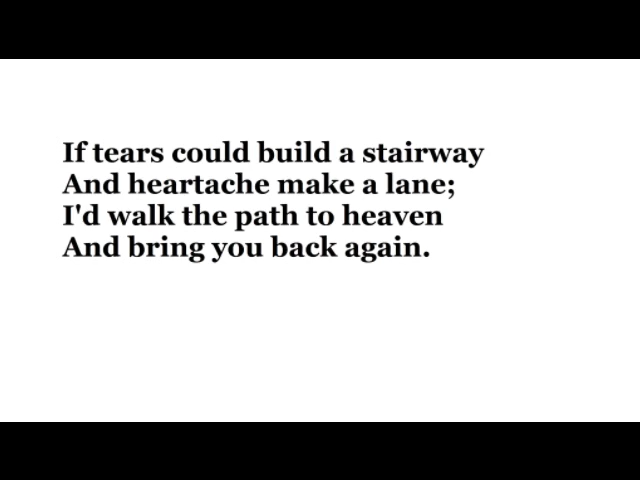 If tears could build a stairway
And heartache make a lane;
I'd walk the path to heaven
And bring you back again.